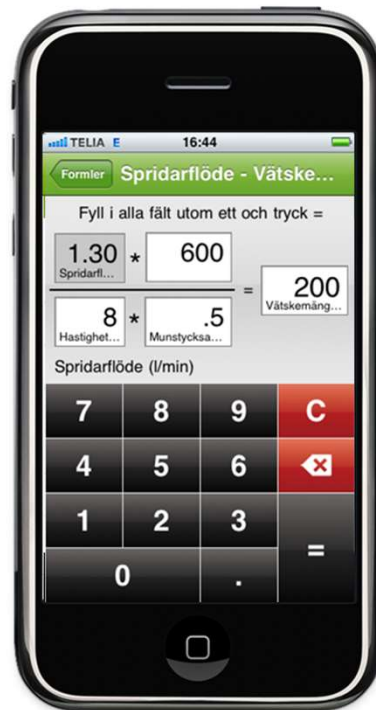 TELIA E 16:44
Formler Spridarflöde - Vätske...
Fyll i alla fält utom ett och tryck =
1.30 * 600
Spridarfl...
= 200
Vätskemäng...
8 * .5
Hastighet... Munstycksa...
Spridarflöde (l/min)
7 8 9 C
4 5 6
1 2 3
=
0 .